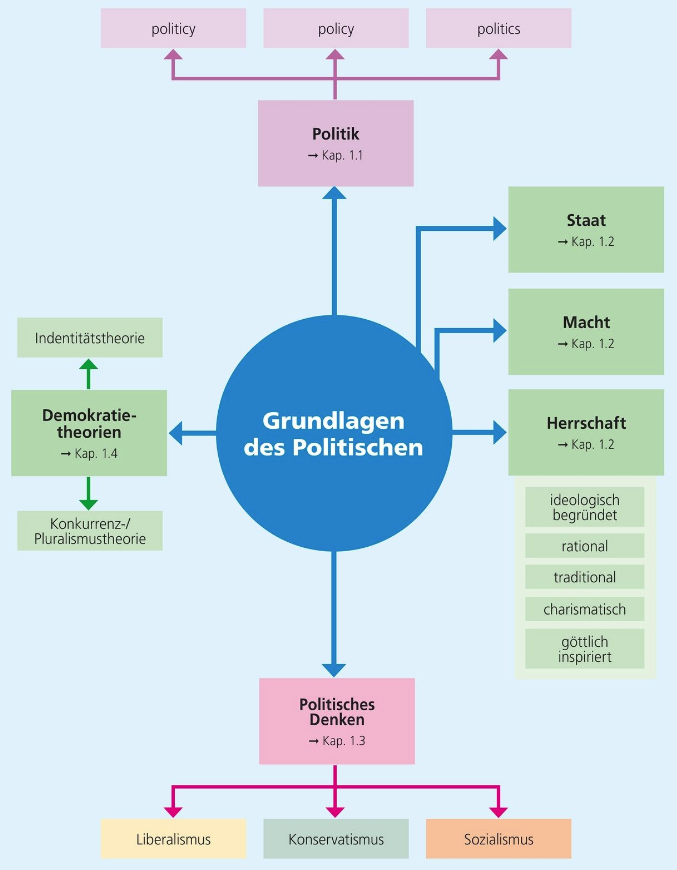 politicy
policy
politics
Politik
→ Kap. 1.1
Staat
→ Kap. 1.2
Macht
→ Kap. 1.2
Herrschaft
→ Kap. 1.2
ideologisch
begründet
rational
traditional
charismatisch
göttlich
inspiriert
Grundlagen
des Politischen
Indentitätstheorie
Demokratie-
theorien
→ Kap. 1.4
Konkurrenz-/
Pluralismustheorie
Politisches
Denken
→ Kap. 1.3
Liberalismus
Konservatismus
Sozialismus